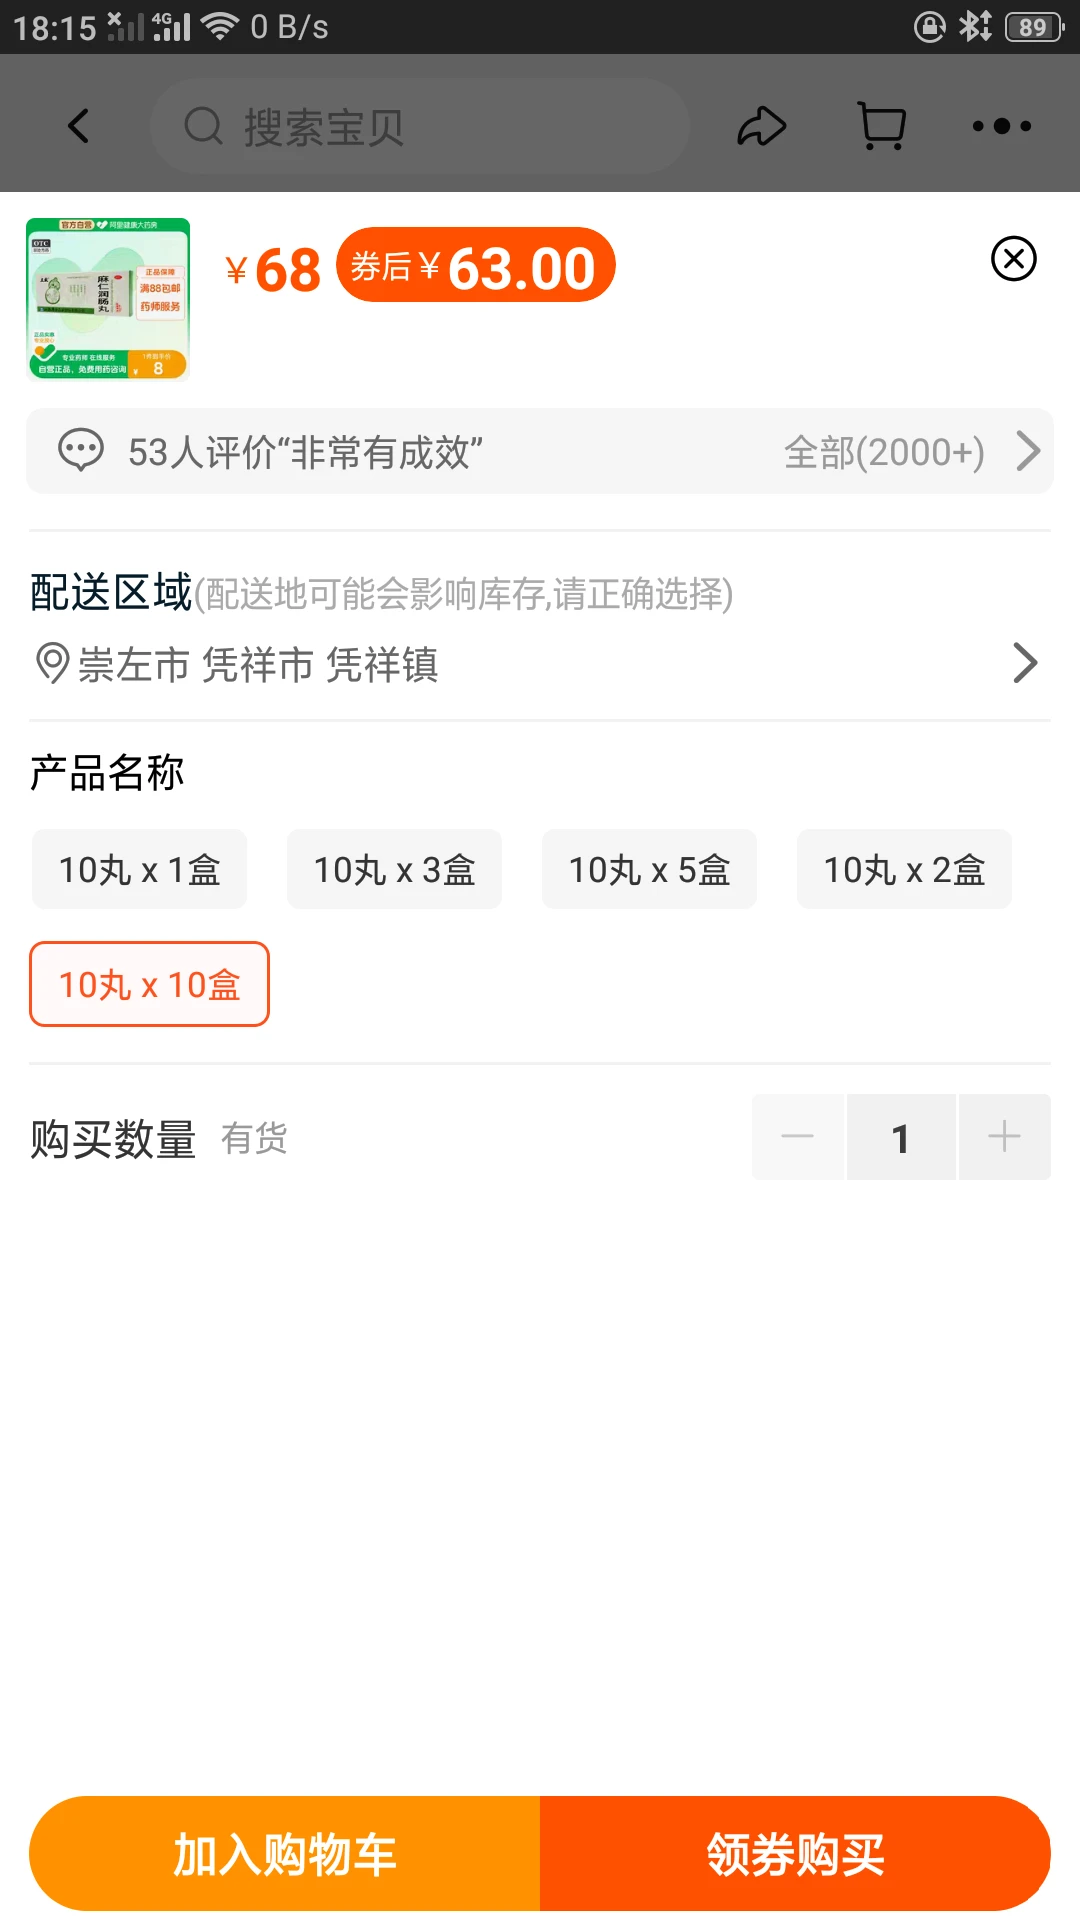 18:15 4G 0 B/s 89
搜索宝贝
官方自营 阿里健康大药房
OTC
麻仁润肠丸
正品保障
满88包邮
药师服务
专业药师 在线服务
自营正品，免费用药咨询
¥ 8
¥68 券后¥63.00
53人评价“非常有成效” 全部(2000+)
配送区域(配送地可能会影响库存,请正确选择)
崇左市 凭祥市 凭祥镇
产品名称
10丸 x 1盒 10丸 x 3盒 10丸 x 5盒 10丸 x 2盒
10丸 x 10盒
购买数量 有货 1
加入购物车 领券购买